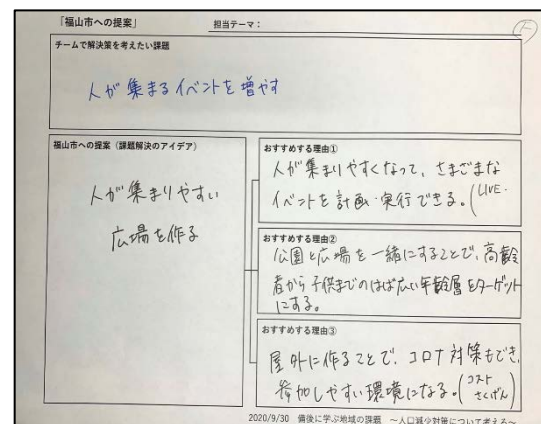 「福山市への提案」 担当テーマ：
F
チームで解決策を考えたい課題
人が集まるイベントを増やす
福山市への提案（課題解決のアイデア）
人が集まりやすい
広場を作る
おすすめする理由①
人が集まりやすくなって、さまざまな
イベントを計画・実行できる。(LIVE・
おすすめする理由②
公園と広場を一緒にすることで、高齢
者から子供までのはば広い年齢層をターゲット
にする。
おすすめする理由③
屋外に作ることで、コロナ対策もでき、
参加しやすい環境になる。(コスト
さくげん)
2020/9/30 備後に学ぶ地域の課題 ～人口減少対策について考える～